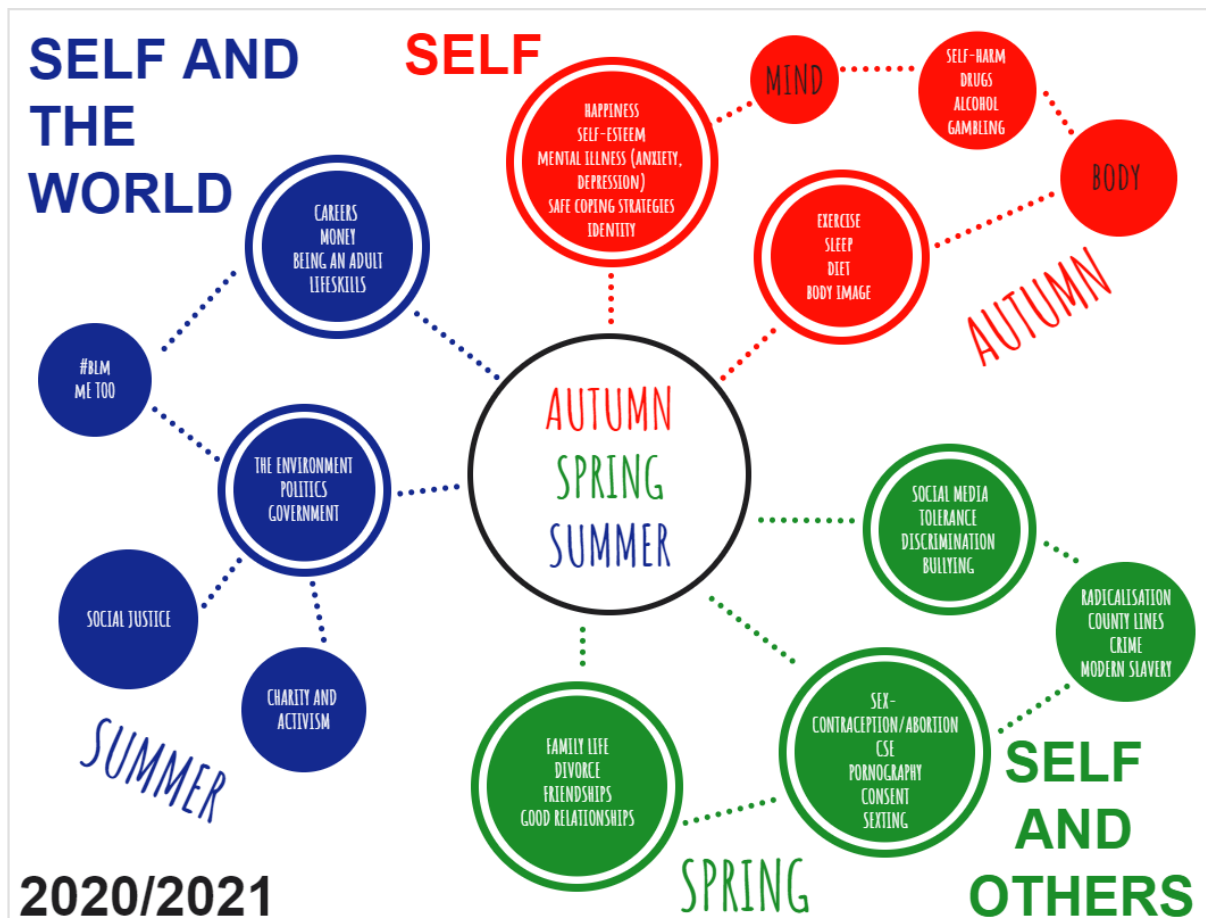 SELF AND
THE
WORLD
SELF
HAPPINESS
SELF-ESTEEM
MENTAL ILLNESS (ANXIETY,
DEPRESSION)
SAFE COPING STRATEGIES
IDENTITY
MIND
SELF-HARM
DRUGS
ALCOHOL
GAMBLING
BODY
EXERCISE
SLEEP
DIET
BODY IMAGE
AUTUMN
CAREERS
MONEY
BEING AN ADULT
LIFESKILLS
#BLM
ME TOO
THE ENVIRONMENT
POLITICS
GOVERNMENT
SOCIAL JUSTICE
CHARITY AND
ACTIVISM
SUMMER
AUTUMN
SPRING
SUMMER
SOCIAL MEDIA
TOLERANCE
DISCRIMINATION
BULLYING
RADICALISATION
COUNTY LINES
CRIME
MODERN SLAVERY
SEX-
CONTRACEPTION/ABORTION
CSE
PORNOGRAPHY
CONSENT
SEXTING
FAMILY LIFE
DIVORCE
FRIENDSHIPS
GOOD RELATIONSHIPS
SPRING
SELF
AND
OTHERS
2020/2021